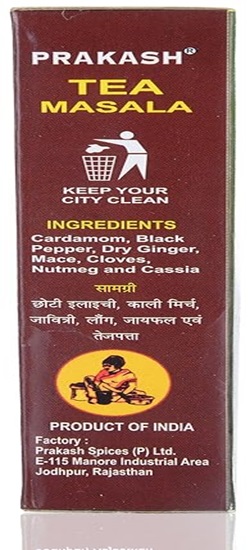 PRAKASH®
TEA
MASALA
KEEP YOUR
CITY CLEAN
INGREDIENTS
Cardamom, Black
Pepper, Dry Ginger,
Mace, Cloves,
Nutmeg and Cassia
सामग्री
छोटी इलाइची, काली मिर्च,
जावित्री, लौंग, जायफल एवं
तेजपत्ता
PRODUCT OF INDIA
Factory :
Prakash Spices (P) Ltd.
E-115 Manore Industrial Area
Jodhpur, Rajasthan